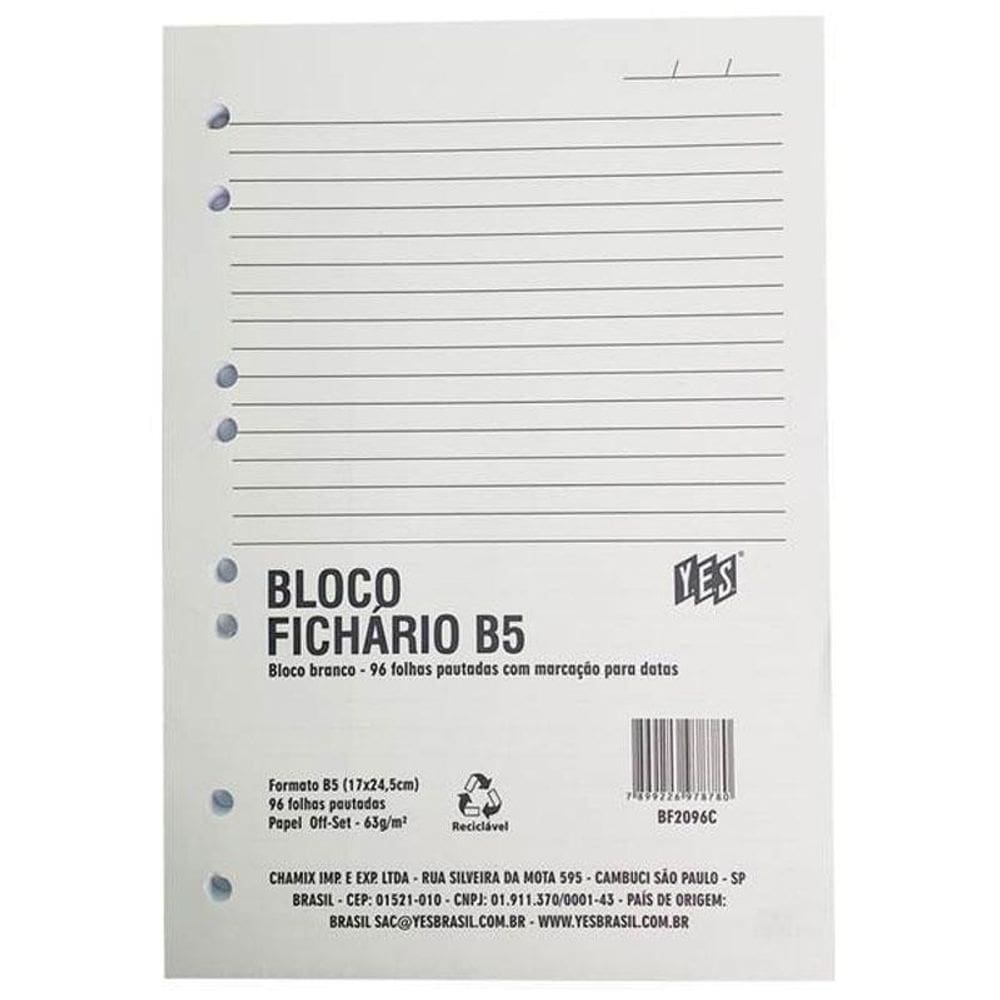 / /
BLOCO
FICHÁRIO B5
Bloco branco - 96 folhas pautadas com marcação para datas
Y.E.S.®
Formato B5 (17x24,5cm)
96 folhas pautadas
Papel Off-Set - 63g/m²
Reciclável
7 899226 978780
BF2096C
CHAMIX IMP. E EXP. LTDA - RUA SILVEIRA DA MOTA 595 - CAMBUCI SÃO PAULO - SP
BRASIL - CEP: 01521-010 - CNPJ: 01.911.370/0001-43 - PAÍS DE ORIGEM:
BRASIL SAC@YESBRASIL.COM.BR - WWW.YESBRASIL.COM.BR